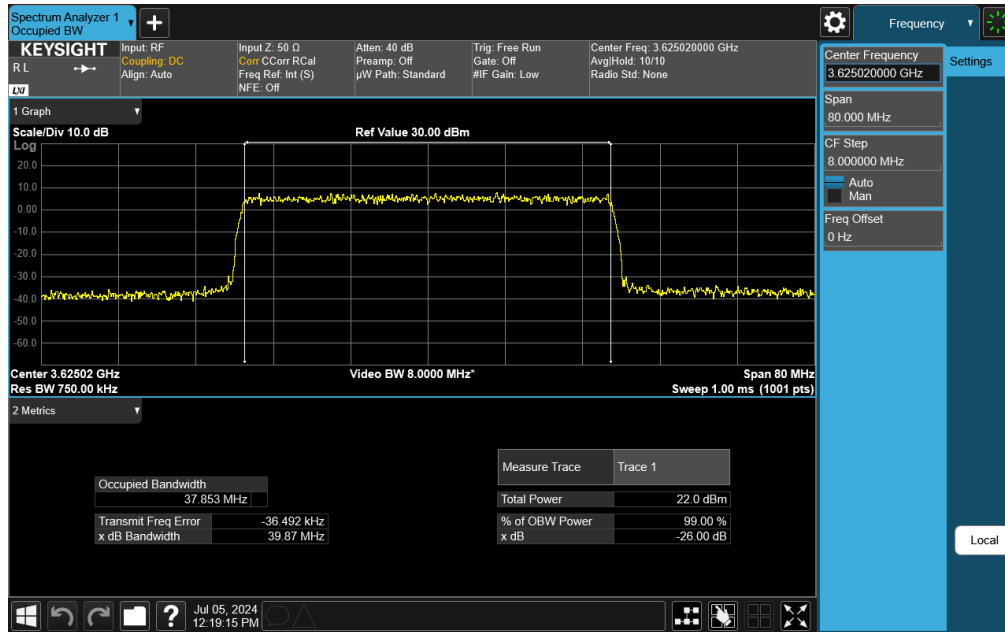 Spectrum Analyzer 1
Occupied BW
Frequency
KEYSIGHT
R L
LXI
Input: RF
Coupling: DC
Align: Auto
Input Z: 50 Ω
Corr CCorr RCal
Freq Ref: Int (S)
NFE: Off
Atten: 40 dB
Preamp: Off
µW Path: Standard
Trig: Free Run
Gate: Off
#IF Gain: Low
Center Freq: 3.625020000 GHz
Avg|Hold: 10/10
Radio Std: None
Center Frequency
3.625020000 GHz
Settings
Span
80.000 MHz
CF Step
8.000000 MHz
Auto
Man
Freq Offset
0 Hz
Local
1 Graph
Scale/Div 10.0 dB
Ref Value 30.00 dBm
Log
20.0
10.0
0.00
-10.0
-20.0
-30.0
-40.0
-50.0
-60.0
Center 3.62502 GHz
Video BW 8.0000 MHz*
Span 80 MHz
Res BW 750.00 kHz
Sweep 1.00 ms (1001 pts)
2 Metrics
Occupied Bandwidth
37.853 MHz
Transmit Freq Error -36.492 kHz
x dB Bandwidth 39.87 MHz
Measure Trace Trace 1
Total Power 22.0 dBm
% of OBW Power 99.00 %
x dB -26.00 dB
?
Jul 05, 2024
12:19:15 PM